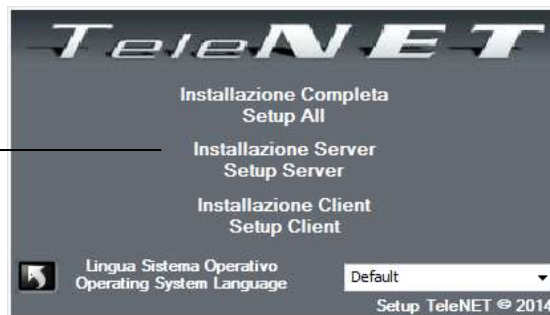 TeleNET
Installazione Completa
Setup All
Installazione Server
Setup Server
Installazione Client
Setup Client
Lingua Sistema Operativo
Operating System Language
Default
Setup TeleNET © 2014